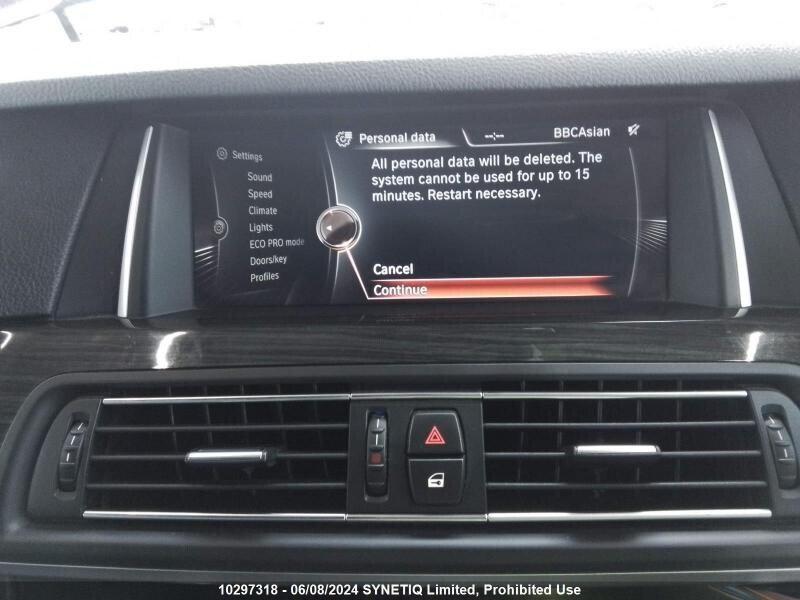 Personal data
--:--
BBCAsian
Settings
Sound
Speed
Climate
Lights
ECO PRO mode
Doors/key
Profiles
All personal data will be deleted. The
system cannot be used for up to 15
minutes. Restart necessary.
Cancel
Continue
10297318 - 06/08/2024 SYNETIQ Limited, Prohibited Use